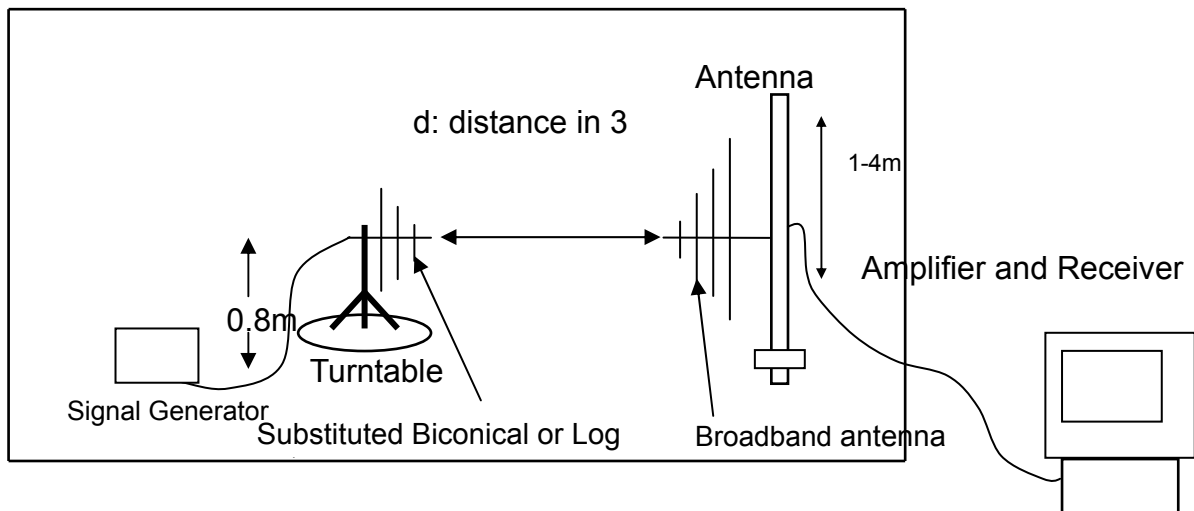 Antenna
d: distance in 3
1-4m
Amplifier and Receiver
0.8m
Turntable
Signal Generator
Substituted Biconical or Log
Broadband antenna